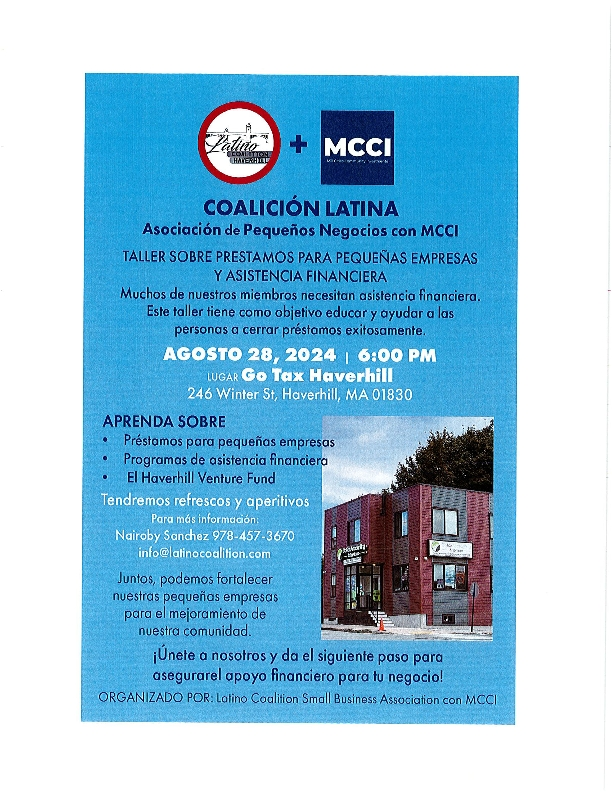 Latino
COALITION
HAVERHILL
+
MCCI
COALICIÓN LATINA
Asociación de Pequeños Negocios con MCCI
TALLER SOBRE PRESTAMOS PARA PEQUEÑAS EMPRESAS
Y ASISTENCIA FINANCIERA
Muchos de nuestros miembros necesitan asistencia financiera.
Este taller tiene como objetivo educar y ayudar a las
personas a cerrar préstamos exitosamente.
AGOSTO 28, 2024 | 6:00 PM
LUGAR Go Tax Haverhill
246 Winter St, Haverhill, MA 01830
APRENDA SOBRE
• Préstamos para pequeñas empresas
• Programas de asistencia financiera
• El Haverhill Venture Fund
Tendremos refrescos y aperitivos
Para más información:
Nairoby Sanchez 978-457-3670
info@latinocoalition.com
Juntos, podemos fortalecer
nuestras pequeñas empresas
para el mejoramiento de
nuestra comunidad.
¡Únete a nosotros y da el siguiente paso para
asegurarel apoyo financiero para tu negocio!
ORGANIZADO POR: Latino Coalition Small Business Association con MCCI